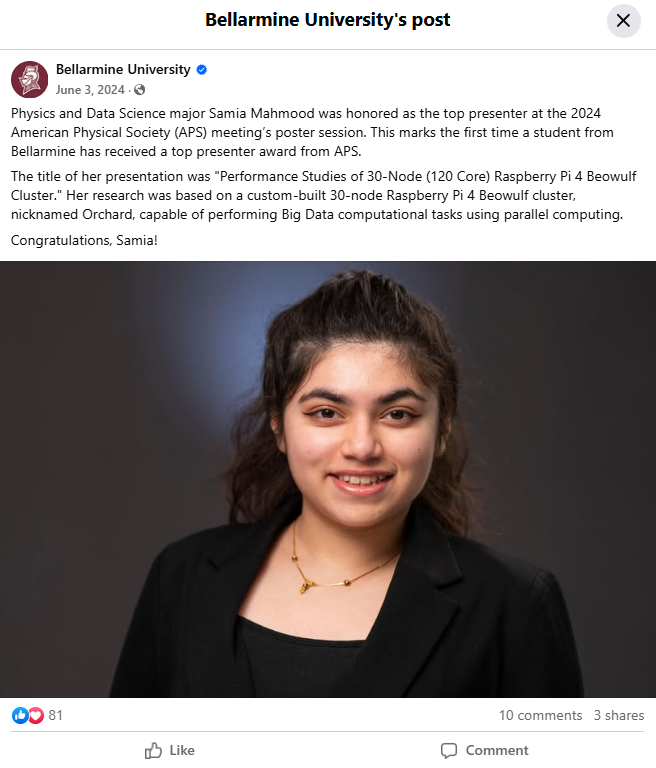 Bellarmine University's post
Bellarmine University
June 3, 2024 ·
Physics and Data Science major Samia Mahmood was honored as the top presenter at the 2024
American Physical Society (APS) meeting's poster session. This marks the first time a student from
Bellarmine has received a top presenter award from APS.
The title of her presentation was "Performance Studies of 30-Node (120 Core) Raspberry Pi 4 Beowulf
Cluster." Her research was based on a custom-built 30-node Raspberry Pi 4 Beowulf cluster,
nicknamed Orchard, capable of performing Big Data computational tasks using parallel computing.
Congratulations, Samia!
81
10 comments 3 shares
Like Comment